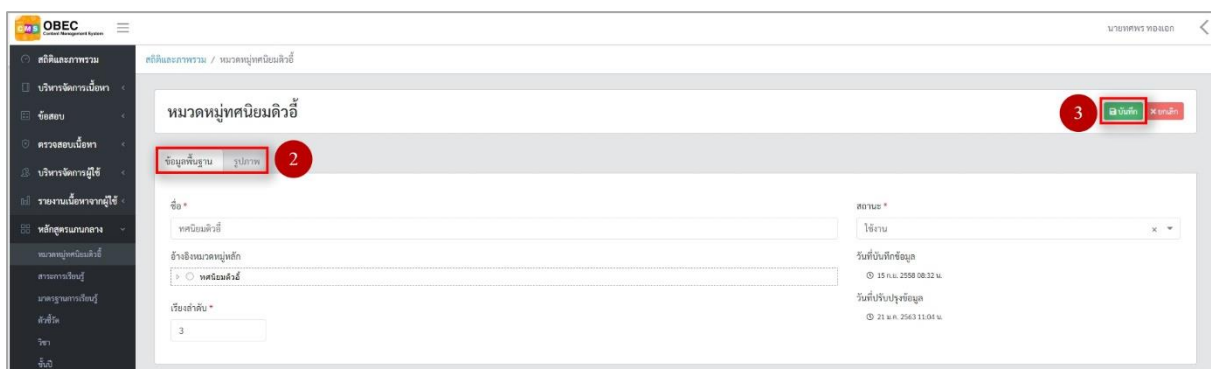 CMS OBEC
Content Management System
นายทศพร ทองเอก
สถิติและภาพรวม
สถิติและภาพรวม / หมวดหมู่ทศนิยมดิวอี้
บริหารจัดการเนื้อหา
ข้อสอบ
ตรวจสอบเนื้อหา
บริหารจัดการผู้ใช้
รายงานเนื้อหาจากผู้ใช้
หลักสูตรแกนกลาง
หมวดหมู่ทศนิยมดิวอี้
สาระการเรียนรู้
มาตรฐานการเรียนรู้
ตัวชี้วัด
วิชา
ชั้นปี
หมวดหมู่ทศนิยมดิวอี้
3
บันทึก
ยกเลิก
ข้อมูลพื้นฐาน
รูปภาพ
2
ชื่อ *
ทศนิยมดิวอี้
อ้างอิงหมวดหมู่หลัก
ทศนิยมดิวอี้
เรียงลำดับ *
3
สถานะ *
ใช้งาน
วันที่บันทึกข้อมูล
15 ก.ย. 2558 08:32 น.
วันที่ปรับปรุงข้อมูล
21 ม.ค. 2563 11:04 น.